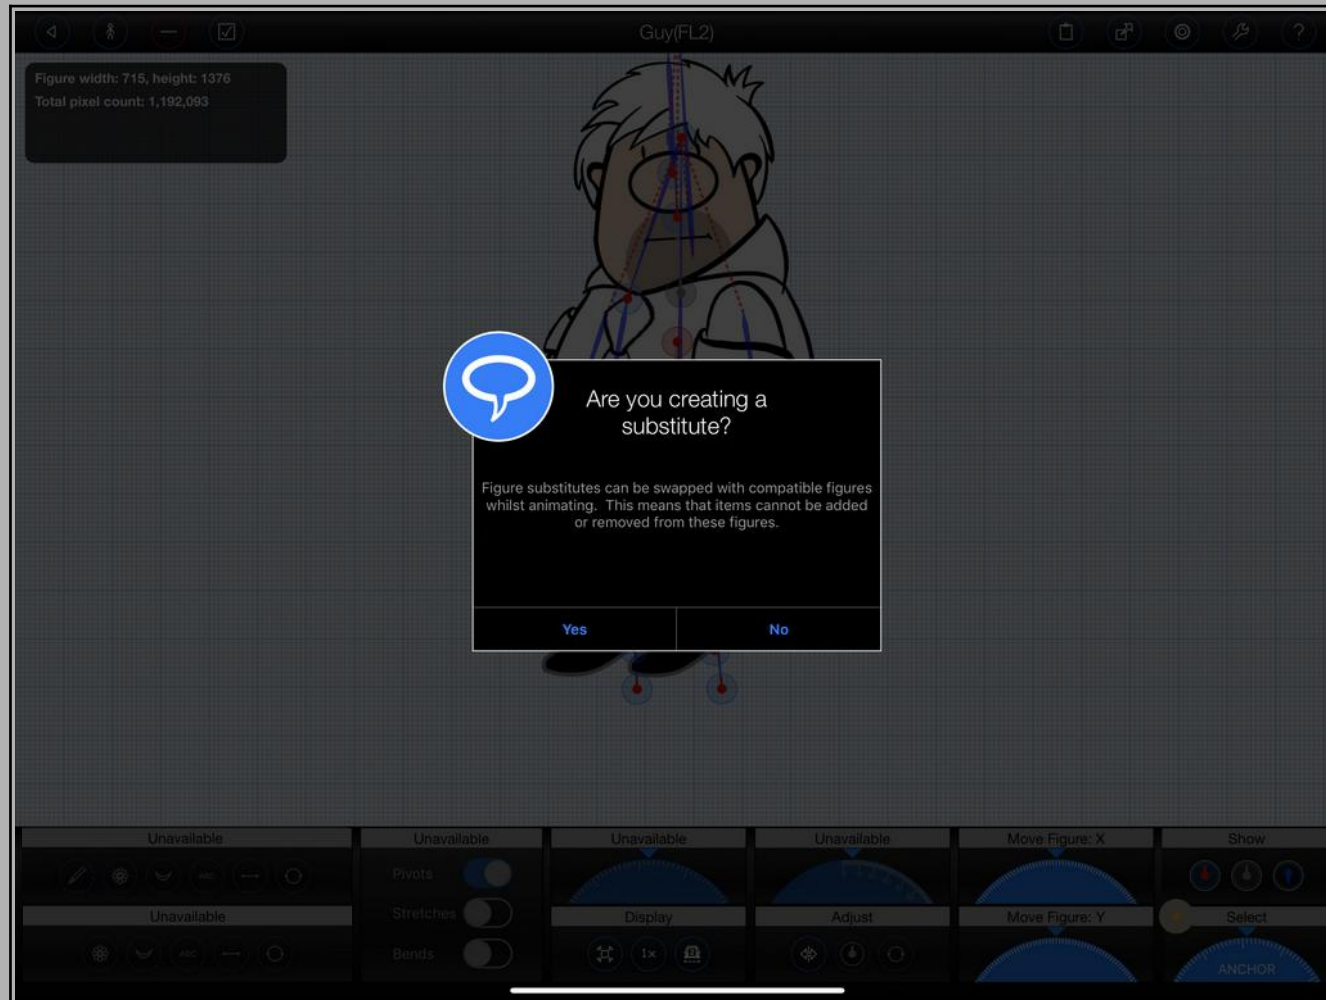 Guy(FL2)
?
Figure width: 715, height: 1376
Total pixel count: 1,192,093
Are you creating a
substitute?
Figure substitutes can be swapped with compatible figures
whilst animating.  This means that items cannot be added
or removed from these figures.
Yes
No
Unavailable
ABC
Unavailable
ABC
Unavailable
Pivots
Stretches
Bends
Unavailable
Display
1x
Unavailable
Adjust
Move Figure: X
Move Figure: Y
Show
Select
ANCHOR